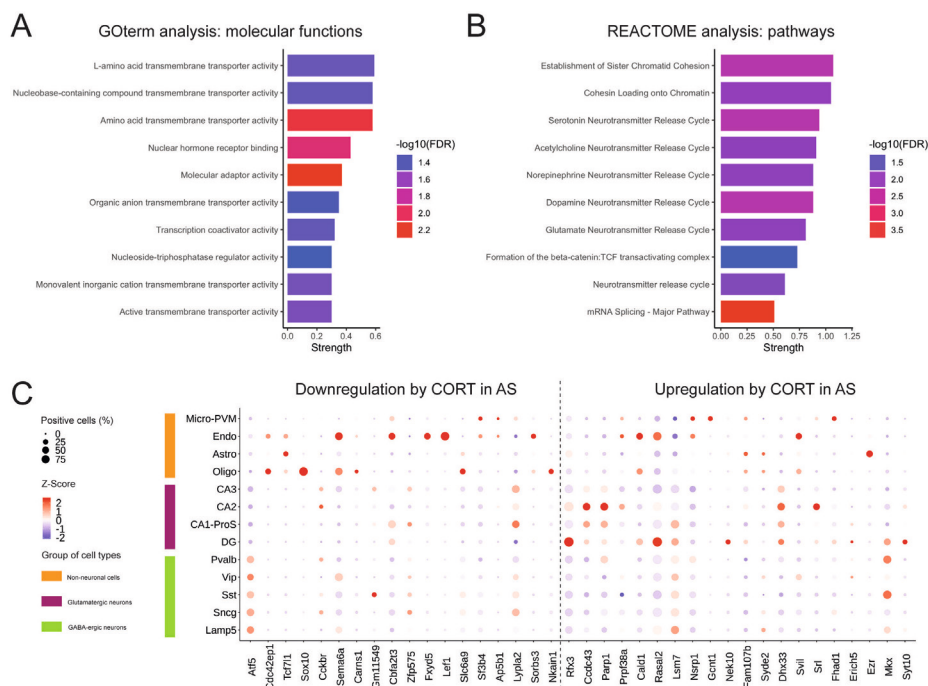 A
GOterm analysis: molecular functions
L-amino acid transmembrane transporter activity
Nucleobase-containing compound transmembrane transporter activity
Amino acid transmembrane transporter activity
Nuclear hormone receptor binding
Molecular adaptor activity
Organic anion transmembrane transporter activity
Transcription coactivator activity
Nucleoside-triphosphatase regulator activity
Monovalent inorganic cation transmembrane transporter activity
Active transmembrane transporter activity
0.0 0.2 0.4 0.6
Strength
-log10(FDR)
1.4
1.6
1.8
2.0
2.2
B
REACTOME analysis: pathways
Establishment of Sister Chromatid Cohesion
Cohesin Loading onto Chromatin
Serotonin Neurotransmitter Release Cycle
Acetylcholine Neurotransmitter Release Cycle
Norepinephrine Neurotransmitter Release Cycle
Dopamine Neurotransmitter Release Cycle
Glutamate Neurotransmitter Release Cycle
Formation of the beta-catenin:TCF transactivating complex
Neurotransmitter release cycle
mRNA Splicing - Major Pathway
0.00 0.25 0.50 0.75 1.00 1.25
Strength
-log10(FDR)
1.5
2.0
2.5
3.0
3.5
C
Downregulation by CORT in AS
Upregulation by CORT in AS
Positive cells (%)
0
25
50
75
Z-Score
2
1
0
-1
-2
Group of cell types
Non-neuronal cells
Glutamatergic neurons
GABA-ergic neurons
Micro-PVM
Endo
Astro
Oligo
CA3
CA2
CA1-ProS
DG
Pvalb
Vip
Sst
Sncg
Lamp5
Atf5
Cdc42ep1
Tcf7l1
Sox10
Cckbr
Sema6a
Gm11549
Cbfa2t3
Zfp575
Fxyd5
Lef1
Carns1
Slc6a9
Sf3b4
Ap5b1
Lypla2
Sorbs3
Nkain1
Rfx3
Ccdc43
Parp1
Prpf38a
Cald1
Rasal2
Lsm7
Nsrp1
Gcnt1
Nek10
Fam107b
Syde2
Dhx33
Svil
Srl
Fhad1
Erich5
Ezr
Mkx
Syt10